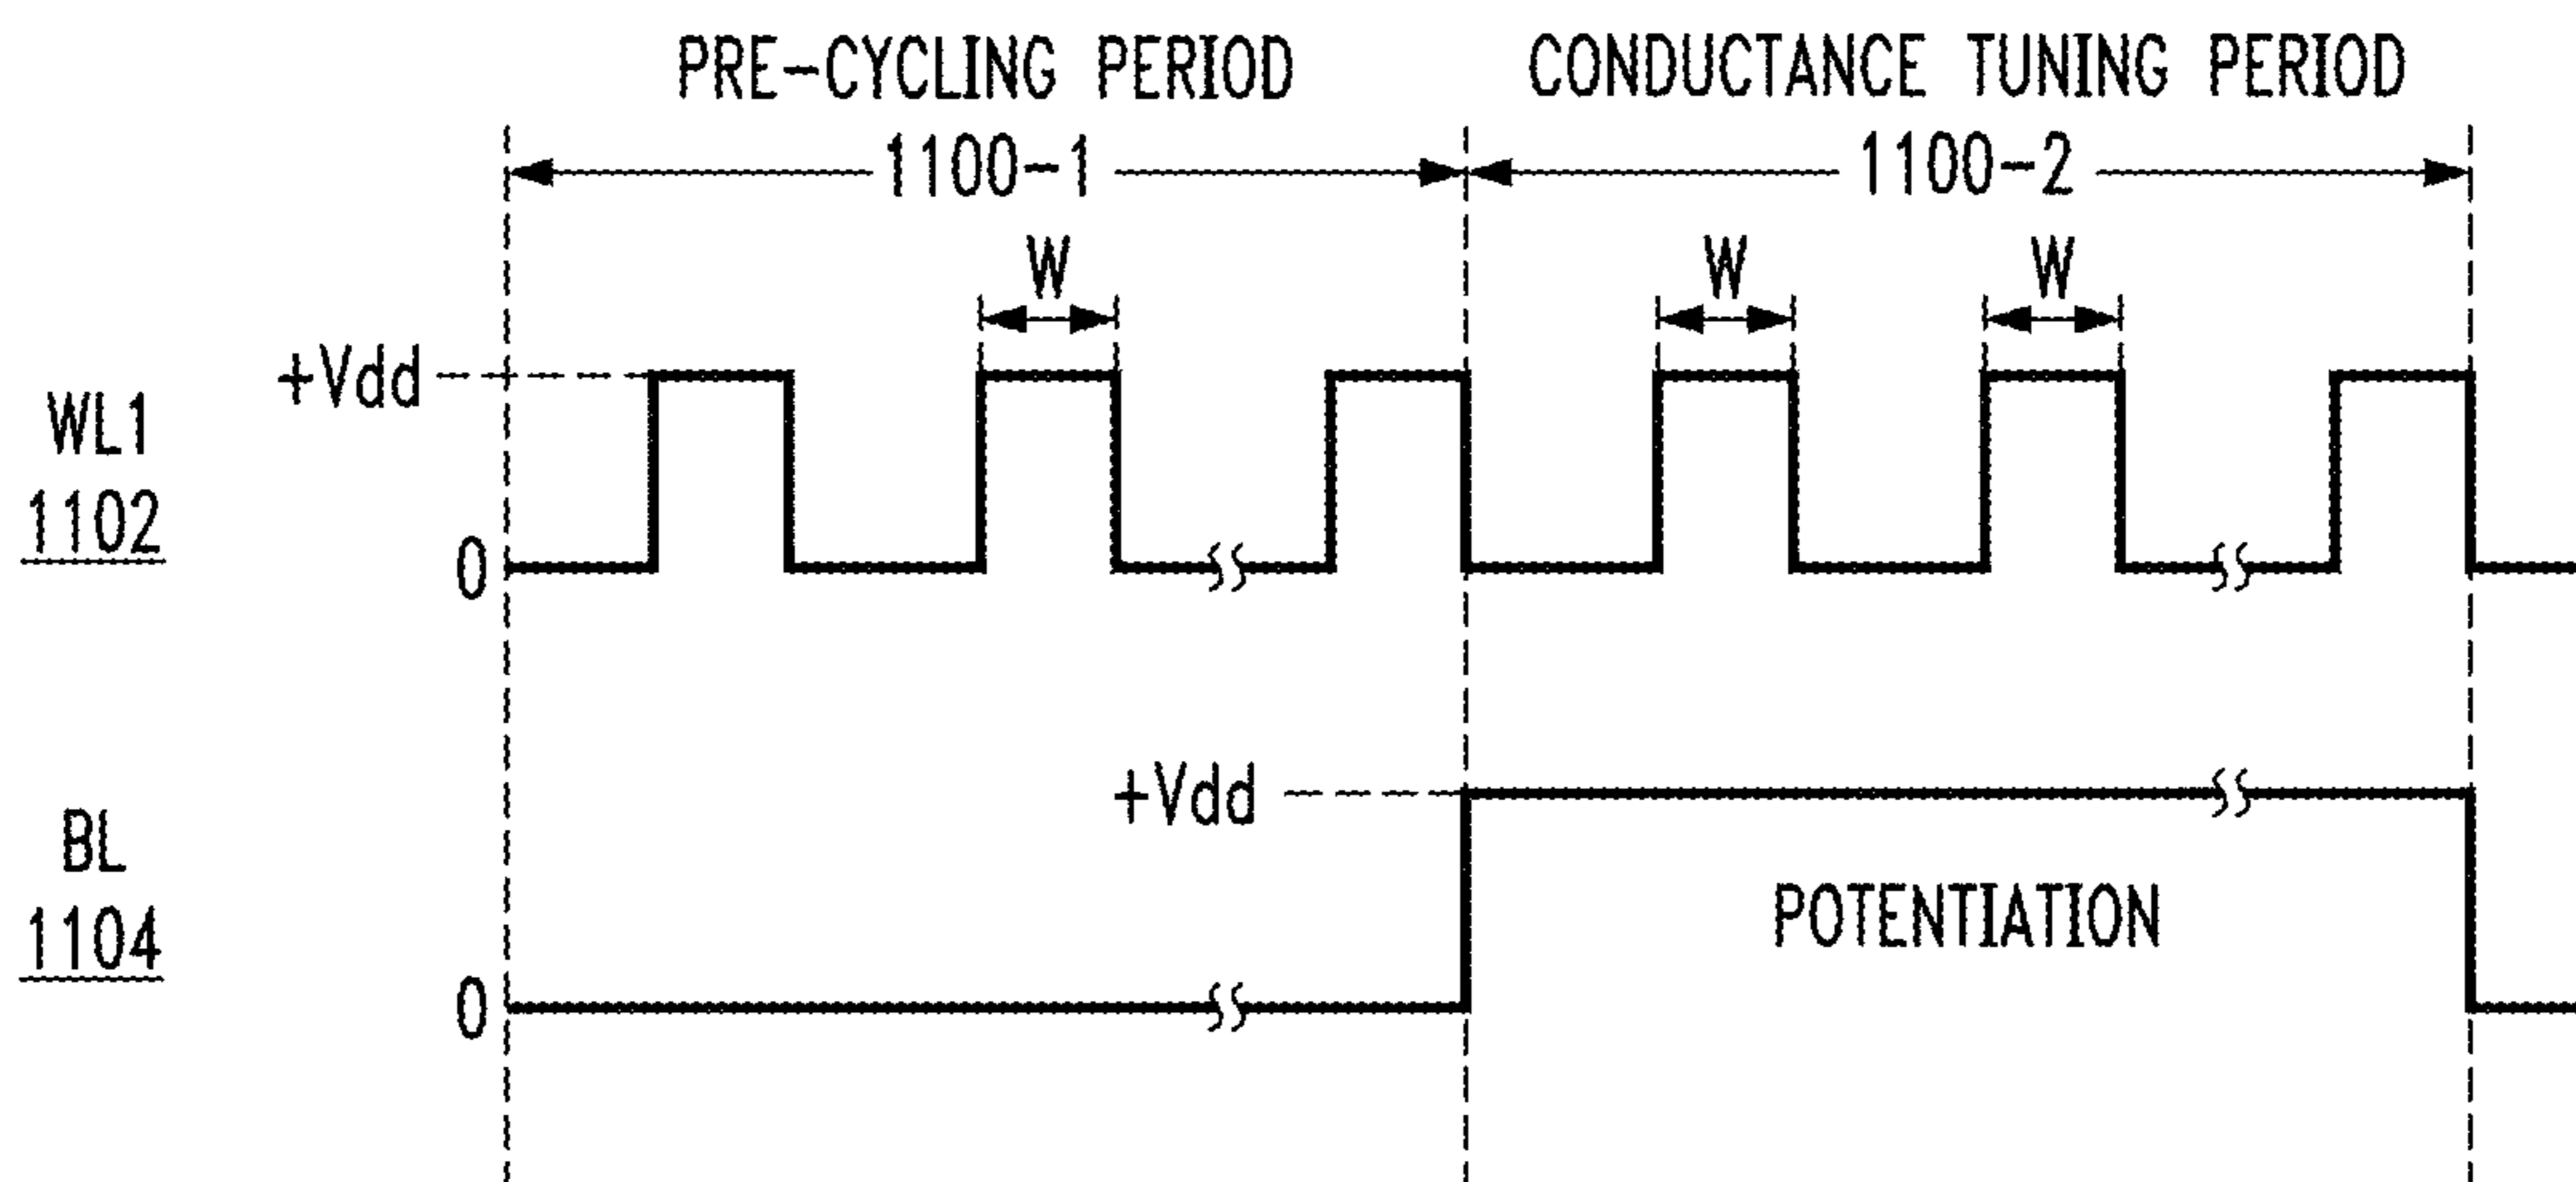 PRE-CYCLING PERIOD
1100-1
CONDUCTANCE TUNING PERIOD
1100-2
W
W
W
+Vdd
WL1
1102
0
+Vdd
BL
1104
POTENTIATION
0